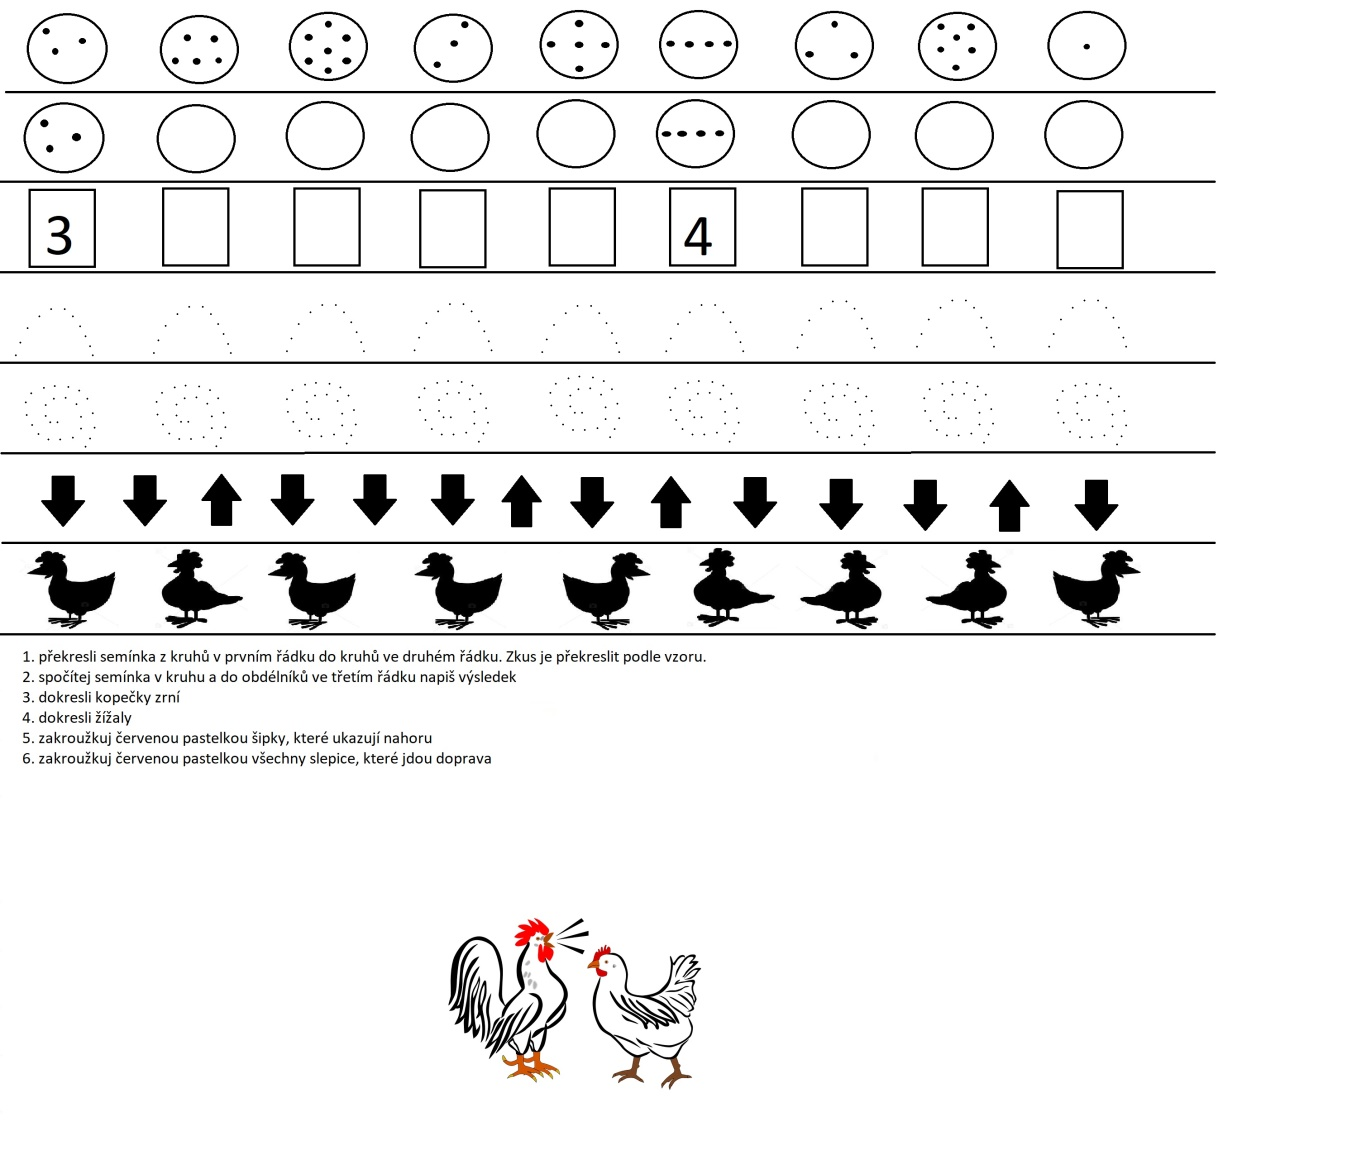 3
4
1. překresli semínka z kruhů v prvním řádku do kruhů ve druhém řádku. Zkus je překreslit podle vzoru.
2. spočítej semínka v kruhu a do obdélníků ve třetím řádku napiš výsledek
3. dokresli kopečky zrní
4. dokresli žížaly
5. zakroužkuj červenou pastelkou šipky, které ukazují nahoru
6. zakroužkuj červenou pastelkou všechny slepice, které jdou doprava